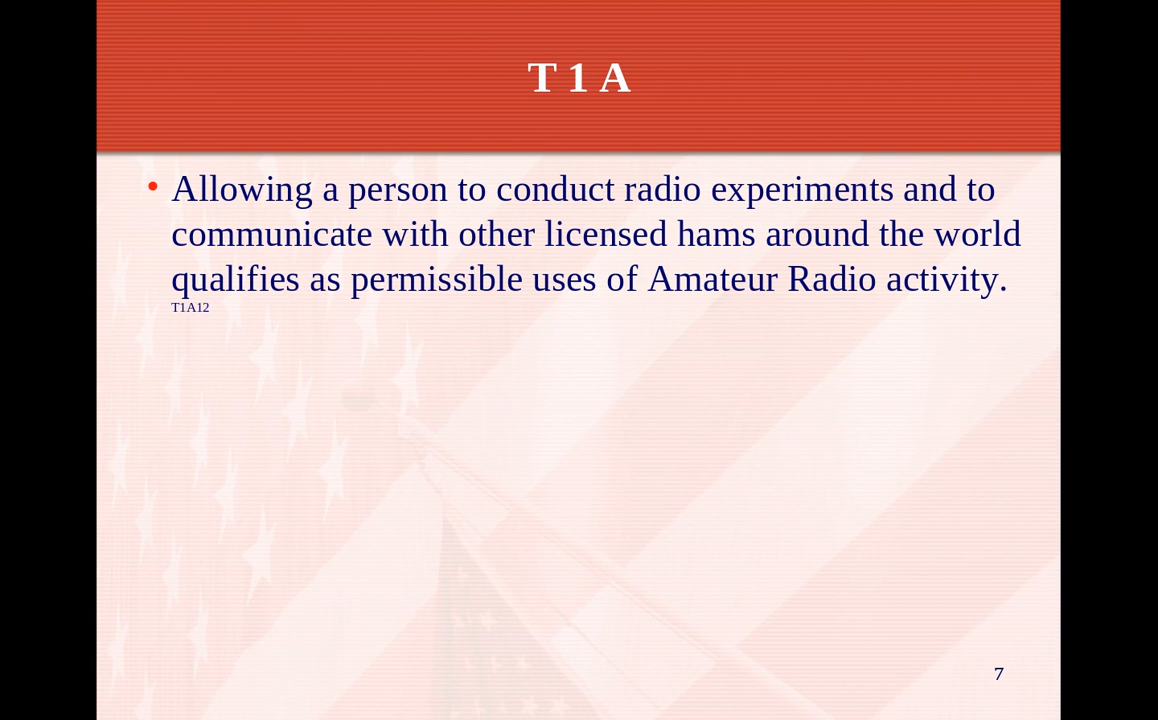 T 1 A
• Allowing a person to conduct radio experiments and to
communicate with other licensed hams around the world
qualifies as permissible uses of Amateur Radio activity.
T1A12
7